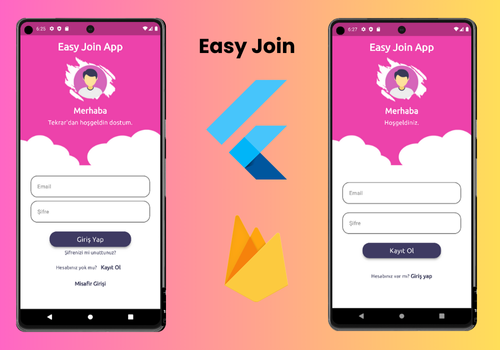 Easy Join
6:25
Easy Join App
Merhaba
Tekrar'dan hoşgeldin dostum.
Email
Şifre
Giriş Yap
Şifrenizi mi unuttunuz?
Hesabınız yok mu? Kayıt Ol
Misafir Girişi
6:27
Easy Join App
Merhaba
Hoşgeldiniz.
Email
Şifre
Kayıt Ol
Hesabınız var mı? Giriş yap